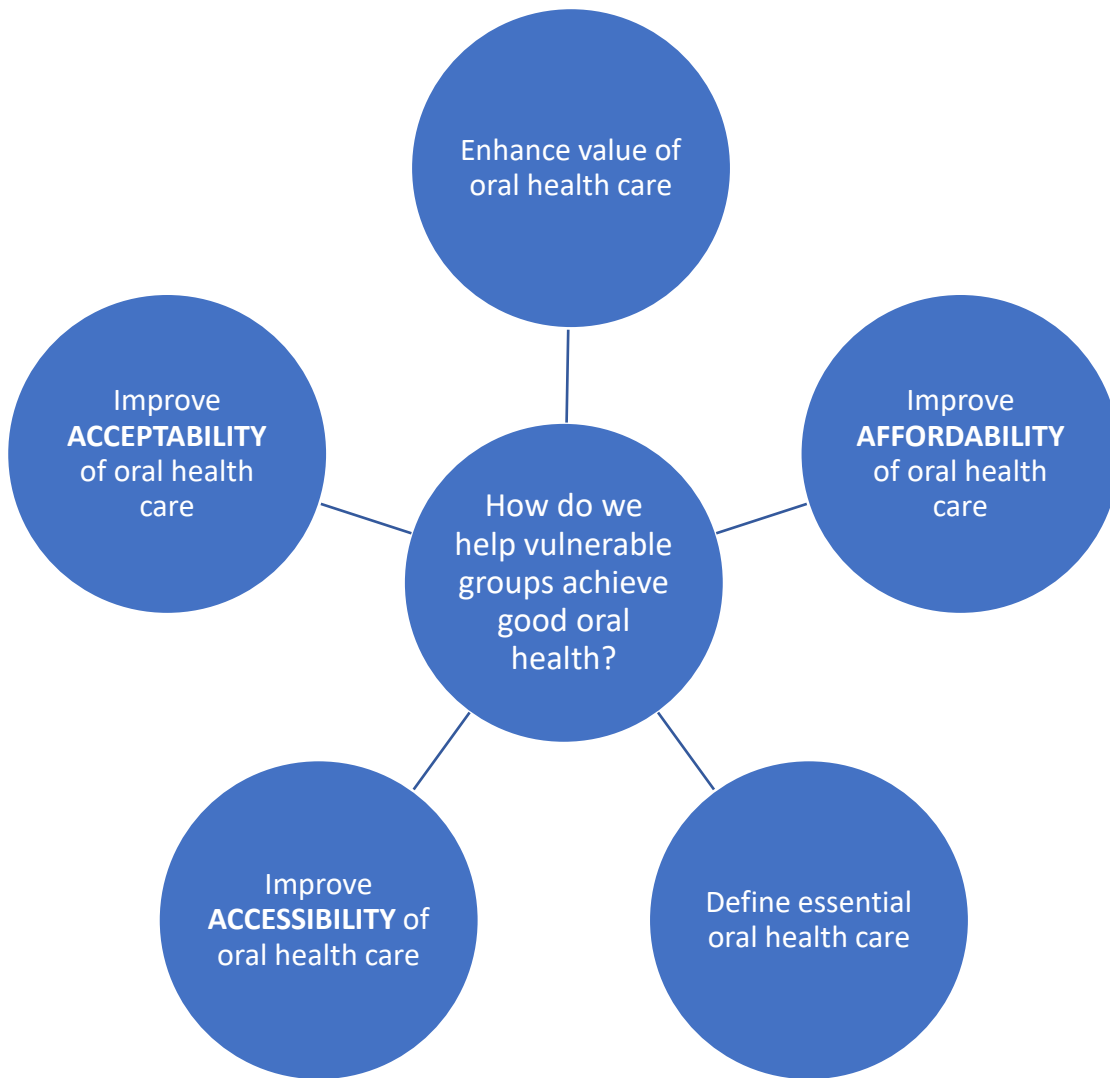 Enhance value of
oral health care
Improve
ACCEPTABILITY
of oral health
care
Improve
AFFORDABILITY
of oral health
care
How do we
help vulnerable
groups achieve
good oral
health?
Improve
ACCESSIBILITY of
oral health care
Define essential
oral health care